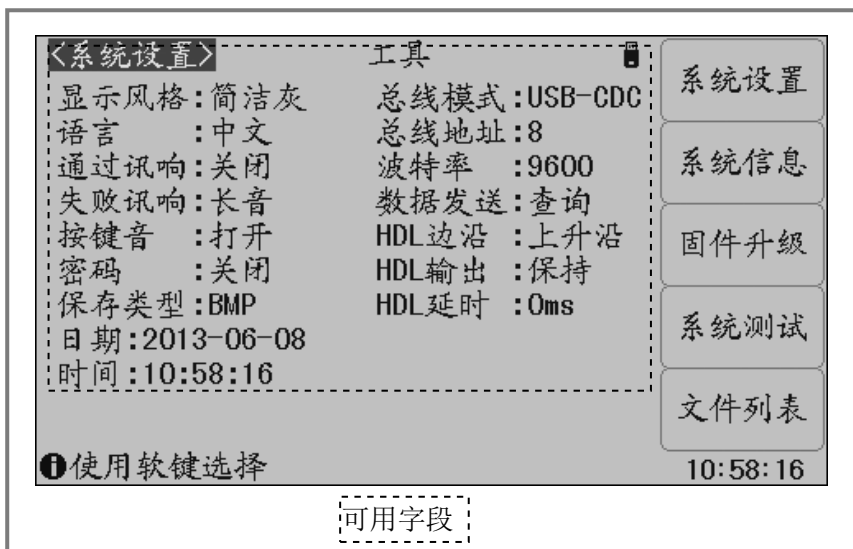 <系统设置> 工具
显示风格:简洁灰 总线模式:USB-CDC
语言 :中文 总线地址:8
通过讯响:关闭 波特率 :9600
失败讯响:长音 数据发送:查询
按键音 :打开 HDL边沿 :上升沿
密码 :关闭 HDL输出 :保持
保存类型:BMP HDL延时 :0ms
日期:2013-06-08
时间:10:58:16
系统设置
系统信息
固件升级
系统测试
文件列表
使用软键选择 10:58:16
可用字段